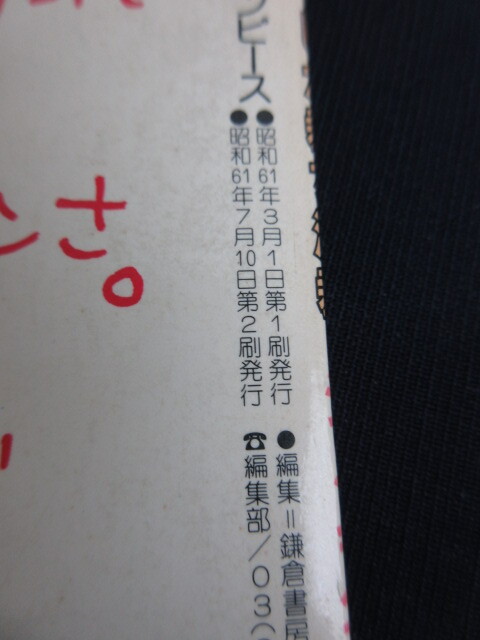 ピース
●昭和61年3月1日第1刷発行
●昭和61年7月10日第2刷発行
●編集＝鎌倉書房
☎編集部/03(
さ。